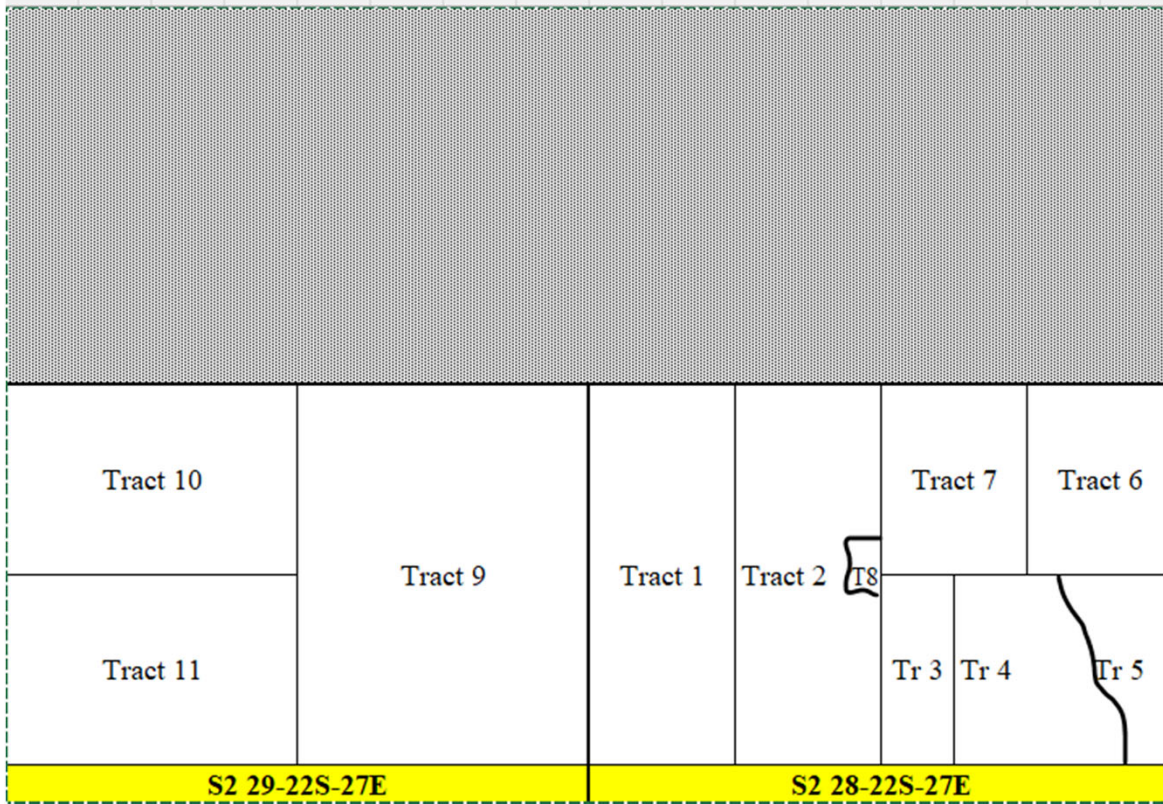 Tract 10
Tract 7
Tract 6
Tract 9
Tract 1
Tract 2
T8
Tract 11
Tr 3
Tr 4
Tr 5
S2 29-22S-27E
S2 28-22S-27E